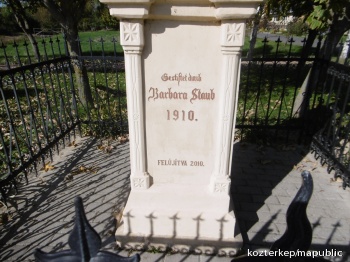 Gestiftet durch
Barbara Staub
1910.
FELÚJÍTVA 2010.
kozterkep/mapublic